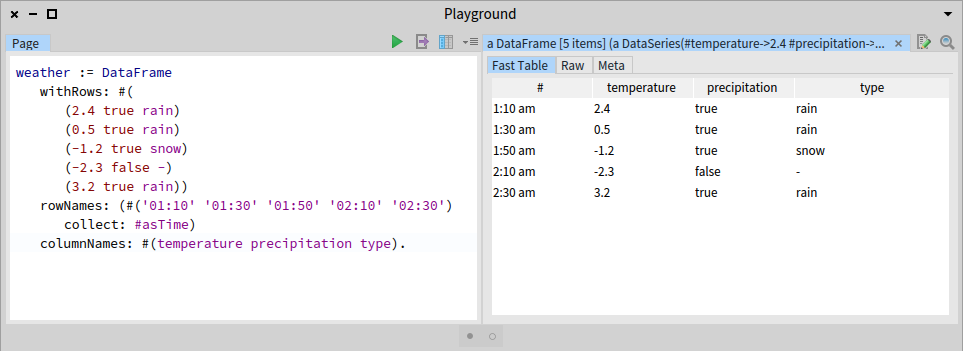 Playground
Page
weather := DataFrame
withRows: #(
(2.4 true rain)
(0.5 true rain)
(-1.2 true snow)
(-2.3 false -)
(3.2 true rain))
rowNames: (#('01:10' '01:30' '01:50' '02:10' '02:30')
collect: #asTime)
columnNames: #(temperature precipitation type).
a DataFrame [5 items] (a DataSeries(#temperature->2.4 #precipitation->...
Fast Table Raw Meta
# temperature precipitation type
1:10 am 2.4 true rain
1:30 am 0.5 true rain
1:50 am -1.2 true snow
2:10 am -2.3 false -
2:30 am 3.2 true rain